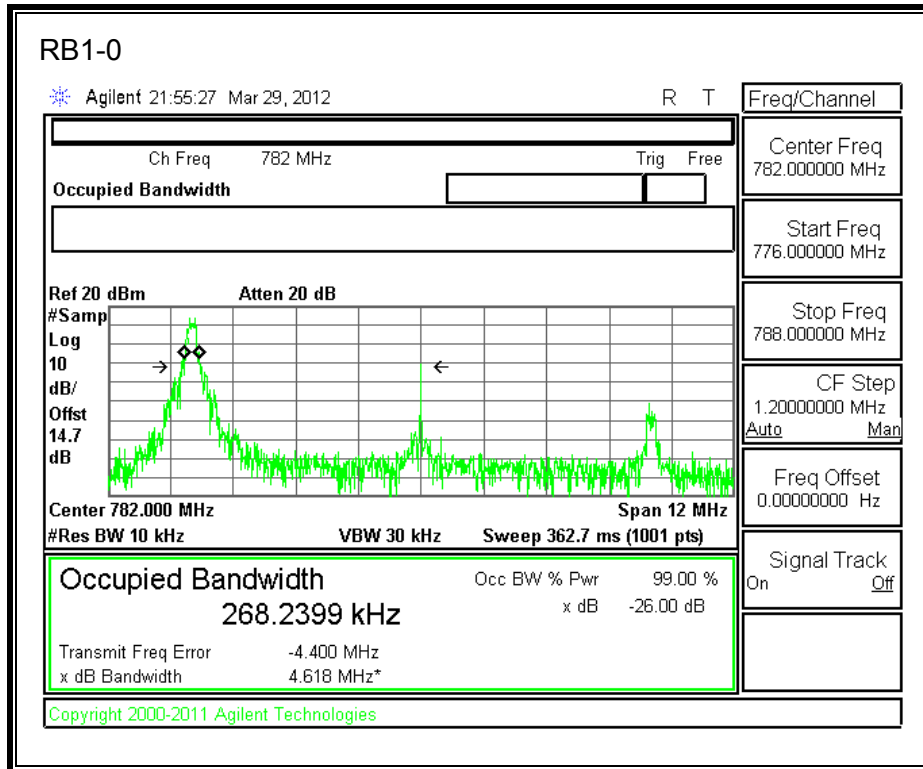 RB1-0
Agilent 21:55:27 Mar 29, 2012 R T
Freq/Channel
Ch Freq 782 MHz Trig Free
Occupied Bandwidth
Center Freq
782.000000 MHz
Start Freq
776.000000 MHz
Stop Freq
788.000000 MHz
CF Step
1.20000000 MHz
Auto Man
Freq Offset
0.00000000 Hz
Signal Track
On Off
Ref 20 dBm Atten 20 dB
#Samp
Log
10
dB/
Offst
14.7
dB
Center 782.000 MHz Span 12 MHz
#Res BW 10 kHz VBW 30 kHz Sweep 362.7 ms (1001 pts)
Occupied Bandwidth Occ BW % Pwr 99.00 %
268.2399 kHz x dB -26.00 dB
Transmit Freq Error -4.400 MHz
x dB Bandwidth 4.618 MHz*
Copyright 2000-2011 Agilent Technologies